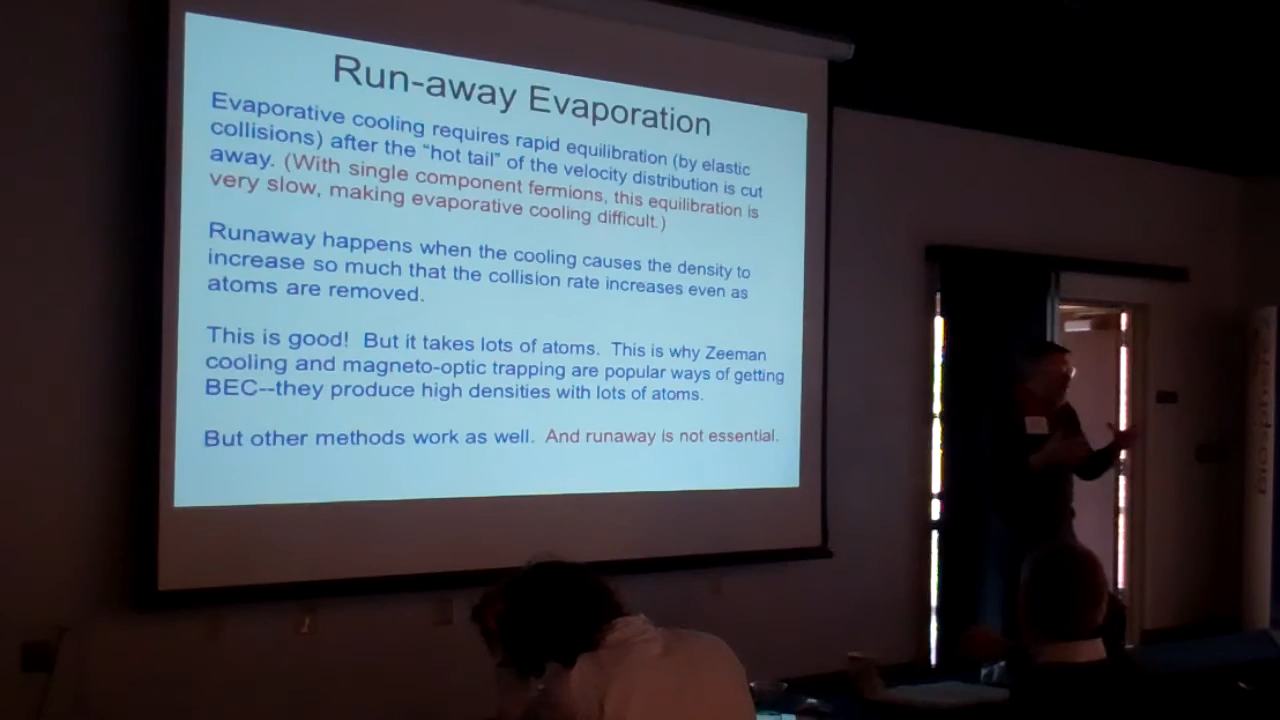 Run-away Evaporation
Evaporative cooling requires rapid equilibration (by elastic
collisions) after the “hot tail” of the velocity distribution is cut
away. (With single component fermions, this equilibration is
very slow, making evaporative cooling difficult.)
Runaway happens when the cooling causes the density to
increase so much that the collision rate increases even as
atoms are removed.
This is good! But it takes lots of atoms. This is why Zeeman
cooling and magneto-optic trapping are popular ways of getting
BEC--they produce high densities with lots of atoms.
But other methods work as well. And runaway is not essential.